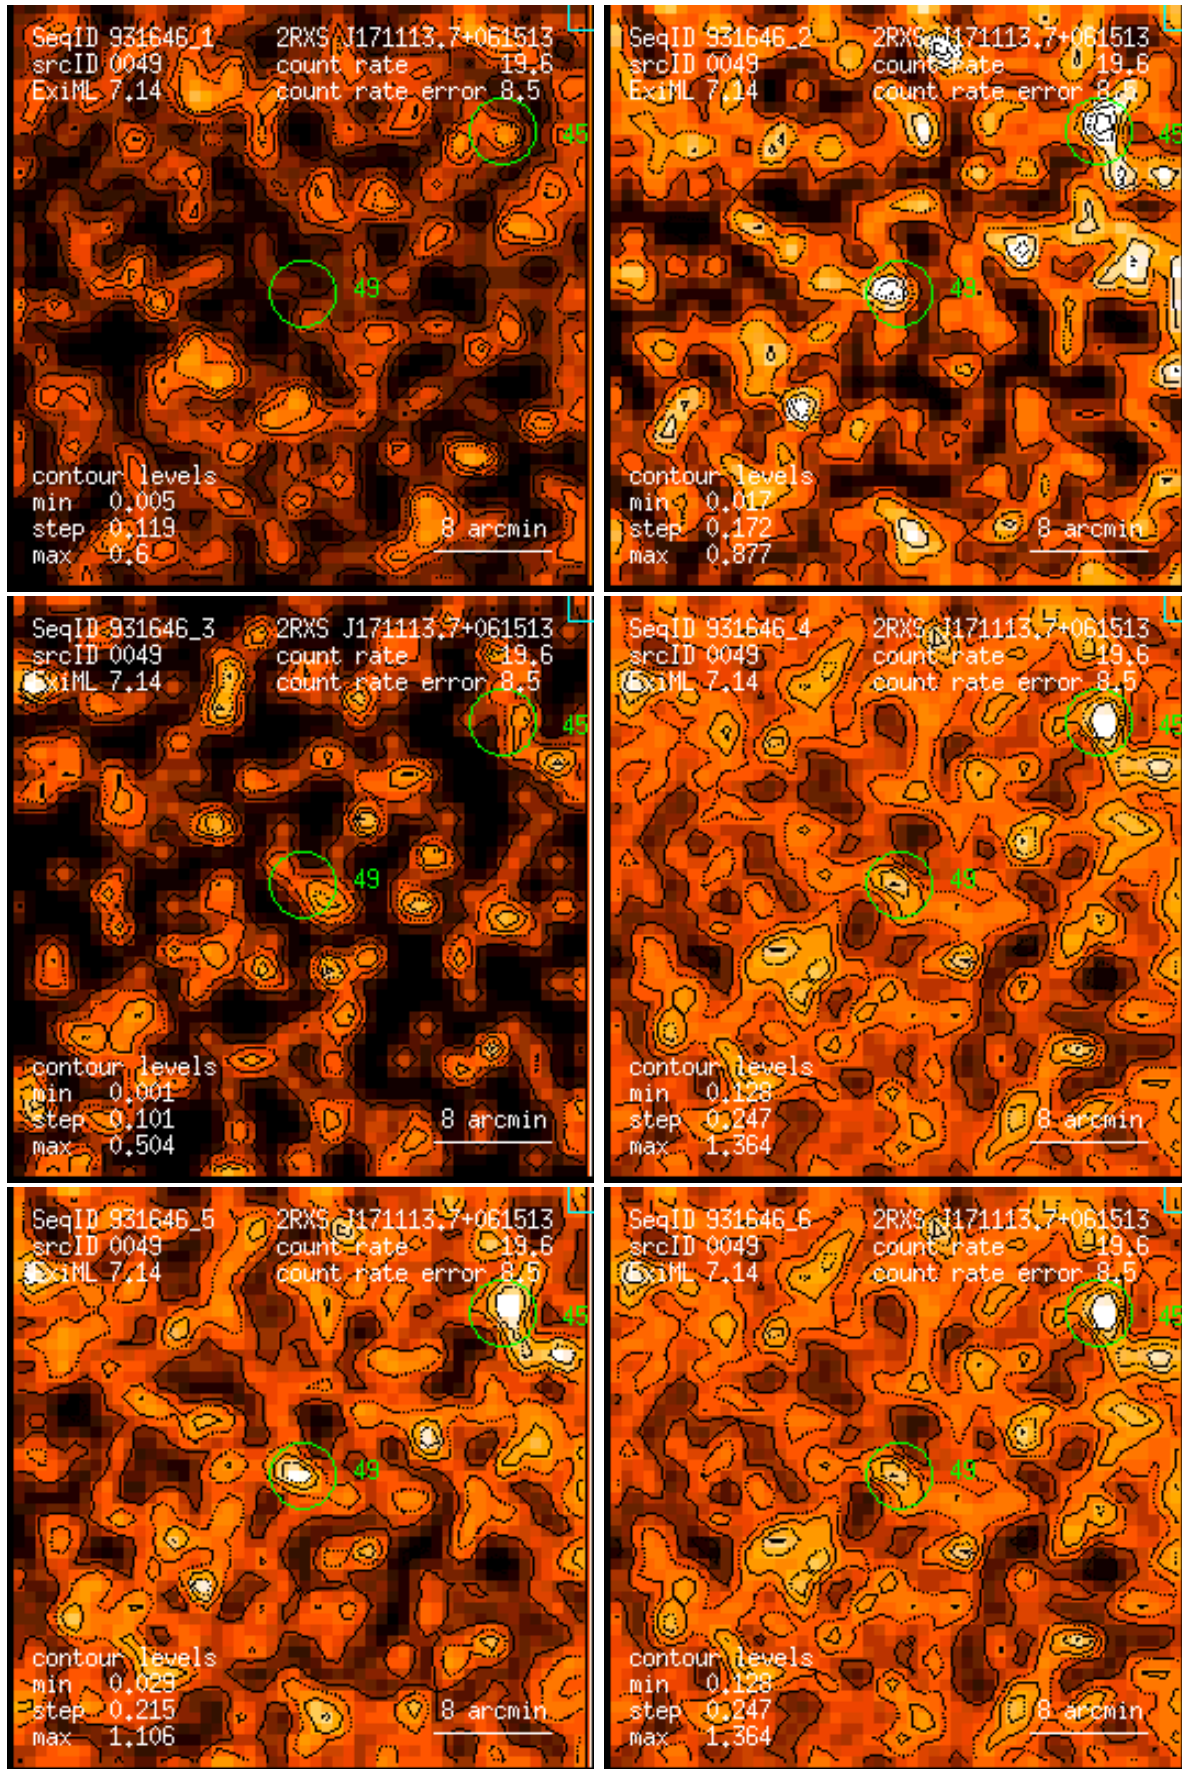 SeqID 931646_1 2RXS J171113.7+061513
srcID 0049 count rate 19.6
ExiML 7.14 count rate error 8.5
45
49
contour levels
min 0.005
step 0.119 8 arcmin
max 0.6
SeqID 931646_2 2RXS J171113.7+061513
srcID 0049 count rate 19.6
ExiML 7.14 count rate error 8.5
45
49
contour levels
min 0.017
step 0.172 8 arcmin
max 0.877
SeqID 931646_3 2RXS J171113.7+061513
srcID 0049 count rate 19.6
ExiML 7.14 count rate error 8.5
45
49
contour levels
min 0.001
step 0.101 8 arcmin
max 0.504
SeqID 931646_4 2RXS J171113.7+061513
srcID 0049 count rate 19.6
ExiML 7.14 count rate error 8.5
45
49
contour levels
min 0.128
step 0.247 8 arcmin
max 1.364
SeqID 931646_5 2RXS J171113.7+061513
srcID 0049 count rate 19.6
ExiML 7.14 count rate error 8.5
45
49
contour levels
min 0.029
step 0.215 8 arcmin
max 1.106
SeqID 931646_6 2RXS J171113.7+061513
srcID 0049 count rate 19.6
ExiML 7.14 count rate error 8.5
45
49
contour levels
min 0.128
step 0.247 8 arcmin
max 1.364